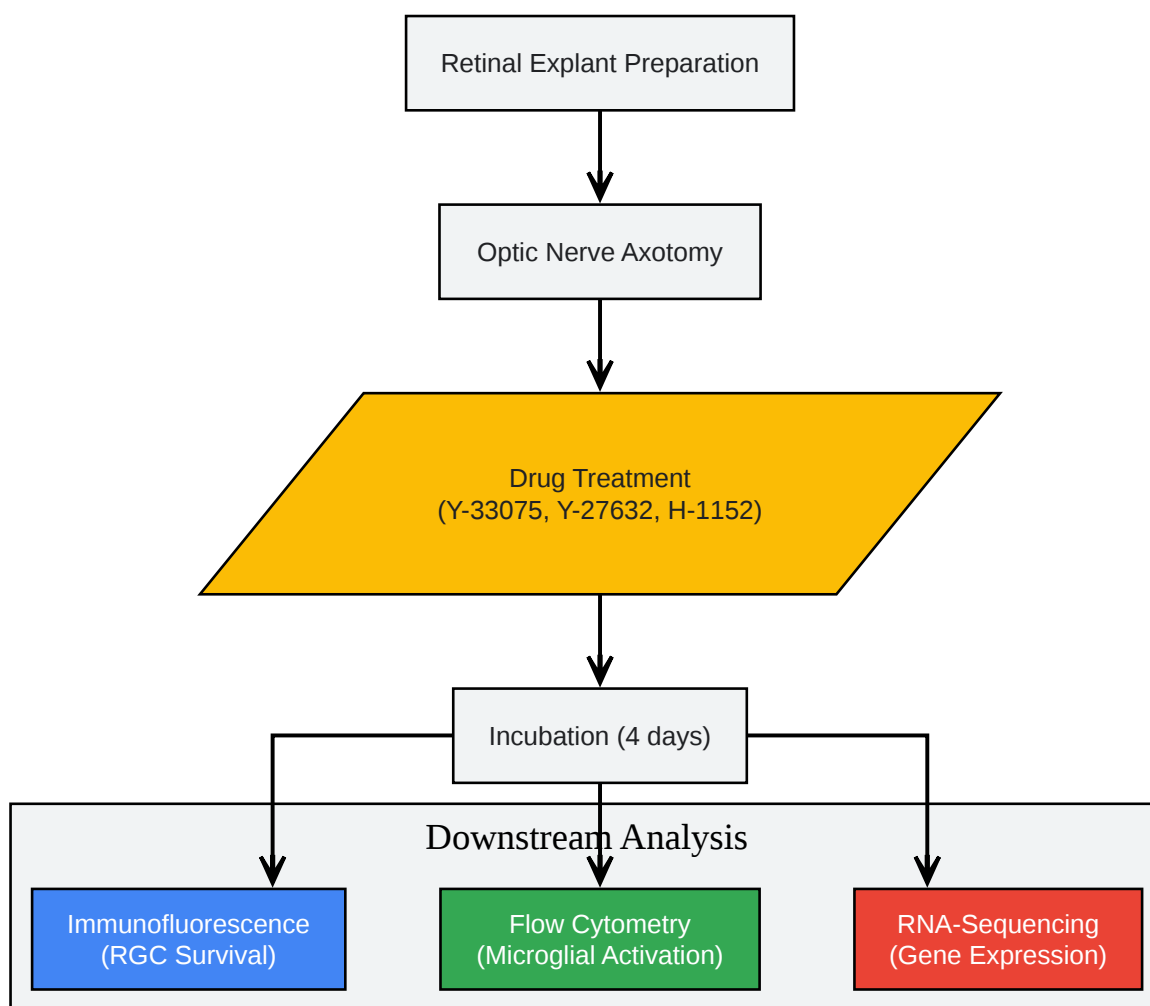 Retinal Explant Preparation
Optic Nerve Axotomy
Drug Treatment
(Y-33075, Y-27632, H-1152)
Incubation (4 days)
Downstream Analysis
Immunofluorescence
(RGC Survival)
Flow Cytometry
(Microglial Activation)
RNA-Sequencing
(Gene Expression)